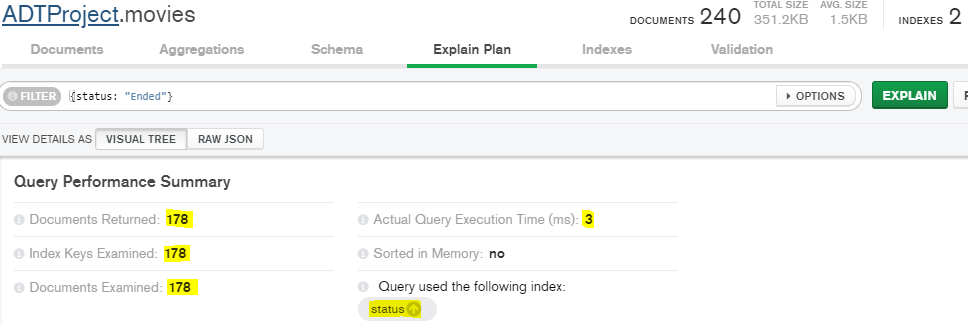 ADTProject.movies
DOCUMENTS 240 TOTAL SIZE 351.2KB AVG. SIZE 1.5KB INDEXES 2
Documents Aggregations Schema Explain Plan Indexes Validation
FILTER {status: "Ended"} OPTIONS EXPLAIN
VIEW DETAILS AS VISUAL TREE RAW JSON
Query Performance Summary
Documents Returned: 178
Index Keys Examined: 178
Documents Examined: 178
Actual Query Execution Time (ms): 3
Sorted in Memory: no
Query used the following index:
status